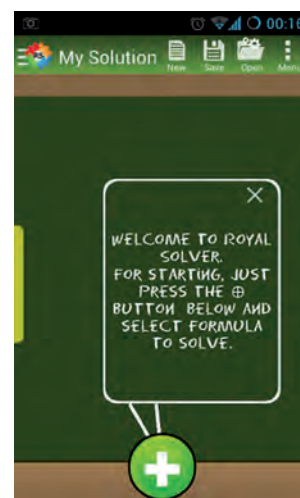 00:16
My Solution
New Save Open Menu
WELCOME TO ROYAL
SOLVER.
FOR STARTING, JUST
PRESS THE ⊕
BUTTON BELOW AND
SELECT FORMULA
TO SOLVE.